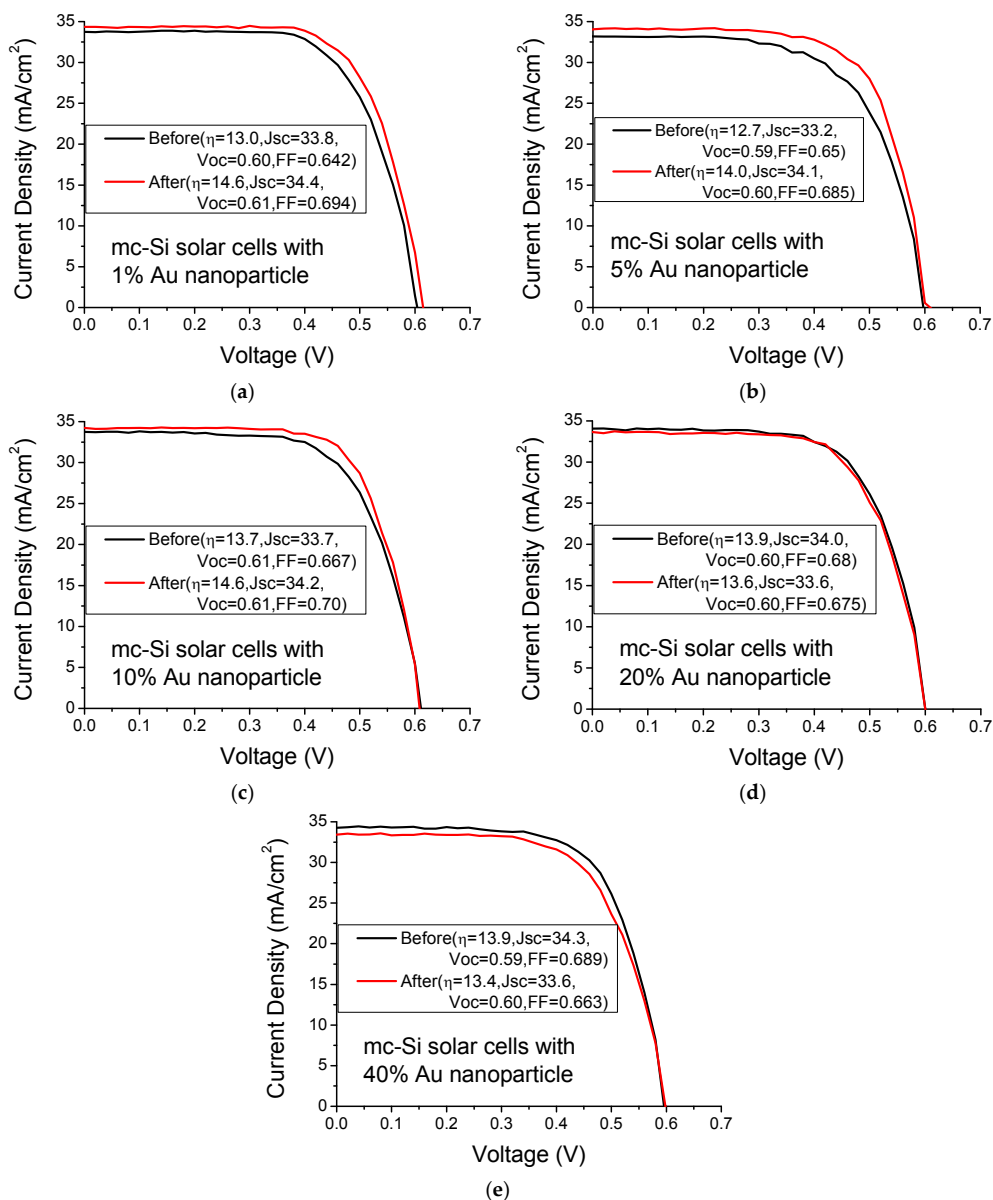 35
30
25
20
15
10
5
0
Current Density (mA/cm²)
Before(η=13.0,Jsc=33.8,
Voc=0.60,FF=0.642)
After(η=14.6,Jsc=34.4,
Voc=0.61,FF=0.694)
mc-Si solar cells with
1% Au nanoparticle
0.0 0.1 0.2 0.3 0.4 0.5 0.6 0.7
Voltage (V)
(a)
35
30
25
20
15
10
5
0
Current Density (mA/cm²)
Before(η=12.7,Jsc=33.2,
Voc=0.59,FF=0.65)
After(η=14.0,Jsc=34.1,
Voc=0.60,FF=0.685)
mc-Si solar cells with
5% Au nanoparticle
0.0 0.1 0.2 0.3 0.4 0.5 0.6 0.7
Voltage (V)
(b)
35
30
25
20
15
10
5
0
Current Density (mA/cm²)
Before(η=13.7,Jsc=33.7,
Voc=0.61,FF=0.667)
After(η=14.6,Jsc=34.2,
Voc=0.61,FF=0.70)
mc-Si solar cells with
10% Au nanoparticle
0.0 0.1 0.2 0.3 0.4 0.5 0.6 0.7
Voltage (V)
(c)
35
30
25
20
15
10
5
0
Current Density (mA/cm²)
Before(η=13.9,Jsc=34.0,
Voc=0.60,FF=0.68)
After(η=13.6,Jsc=33.6,
Voc=0.60,FF=0.675)
mc-Si solar cells with
20% Au nanoparticle
0.0 0.1 0.2 0.3 0.4 0.5 0.6 0.7
Voltage (V)
(d)
35
30
25
20
15
10
5
0
Current Density (mA/cm²)
Before(η=13.9,Jsc=34.3,
Voc=0.59,FF=0.689)
After(η=13.4,Jsc=33.6,
Voc=0.60,FF=0.663)
mc-Si solar cells with
40% Au nanoparticle
0.0 0.1 0.2 0.3 0.4 0.5 0.6 0.7
Voltage (V)
(e)